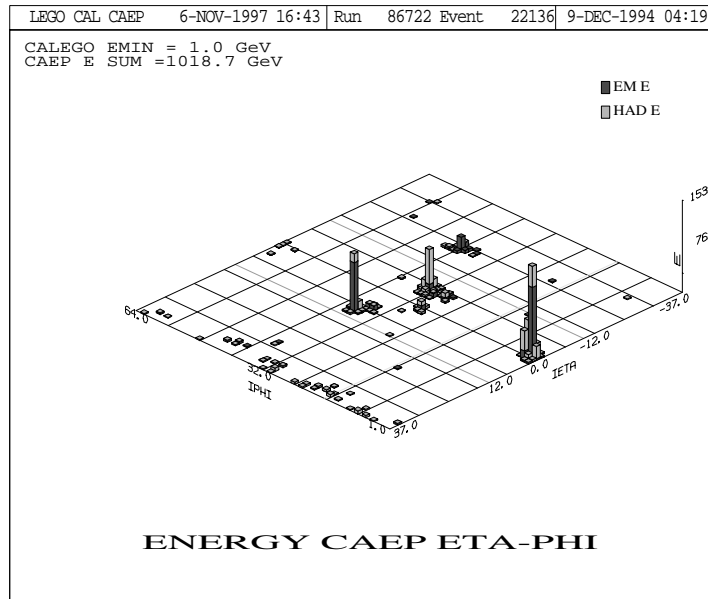 LEGO CAL CAEP 6-NOV-1997 16:43 Run 86722 Event 22136 9-DEC-1994 04:19
CALEGO EMIN = 1.0 GeV
CAEP E SUM =1018.7 GeV
EM E
HAD E
153
76
E
-37.0
-12.0
IETA
0.0
12.0
37.0
64.0
32.0
IPHI
1.0
ENERGY CAEP ETA-PHI